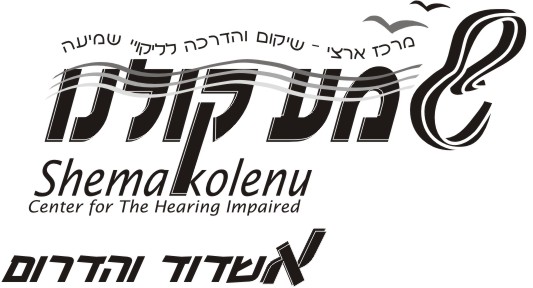 מרכז ארצי - שיקום והדרכה לליקויי שמיעה
שמע קולנו
Shema kolenu
Center for The Hearing Impaired
אשדוד והדרום